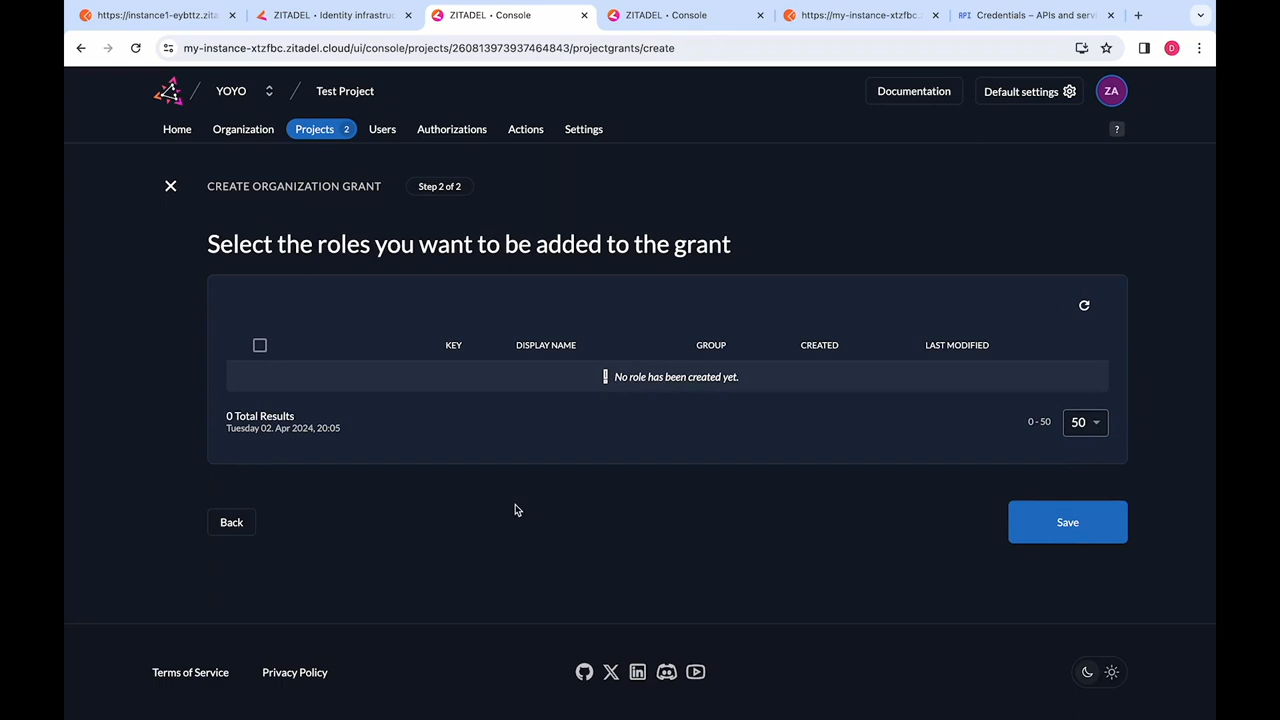 https://instance1-eybttz.zita
ZITADEL • Identity infrastruc
ZITADEL • Console
ZITADEL • Console
https://my-instance-xtzfbc.z
API Credentials – APIs and servi
my-instance-xtzfbc.zitadel.cloud/ui/console/projects/260813973937464843/projectgrants/create
D
YOYO
Test Project
Documentation
Default settings
ZA
Home
Organization
Projects 2
Users
Authorizations
Actions
Settings
?
CREATE ORGANIZATION GRANT
Step 2 of 2
Select the roles you want to be added to the grant
KEY
DISPLAY NAME
GROUP
CREATED
LAST MODIFIED
No role has been created yet.
0 Total Results
Tuesday 02. Apr 2024, 20:05
0 - 50
50
Back
Save
Terms of Service
Privacy Policy